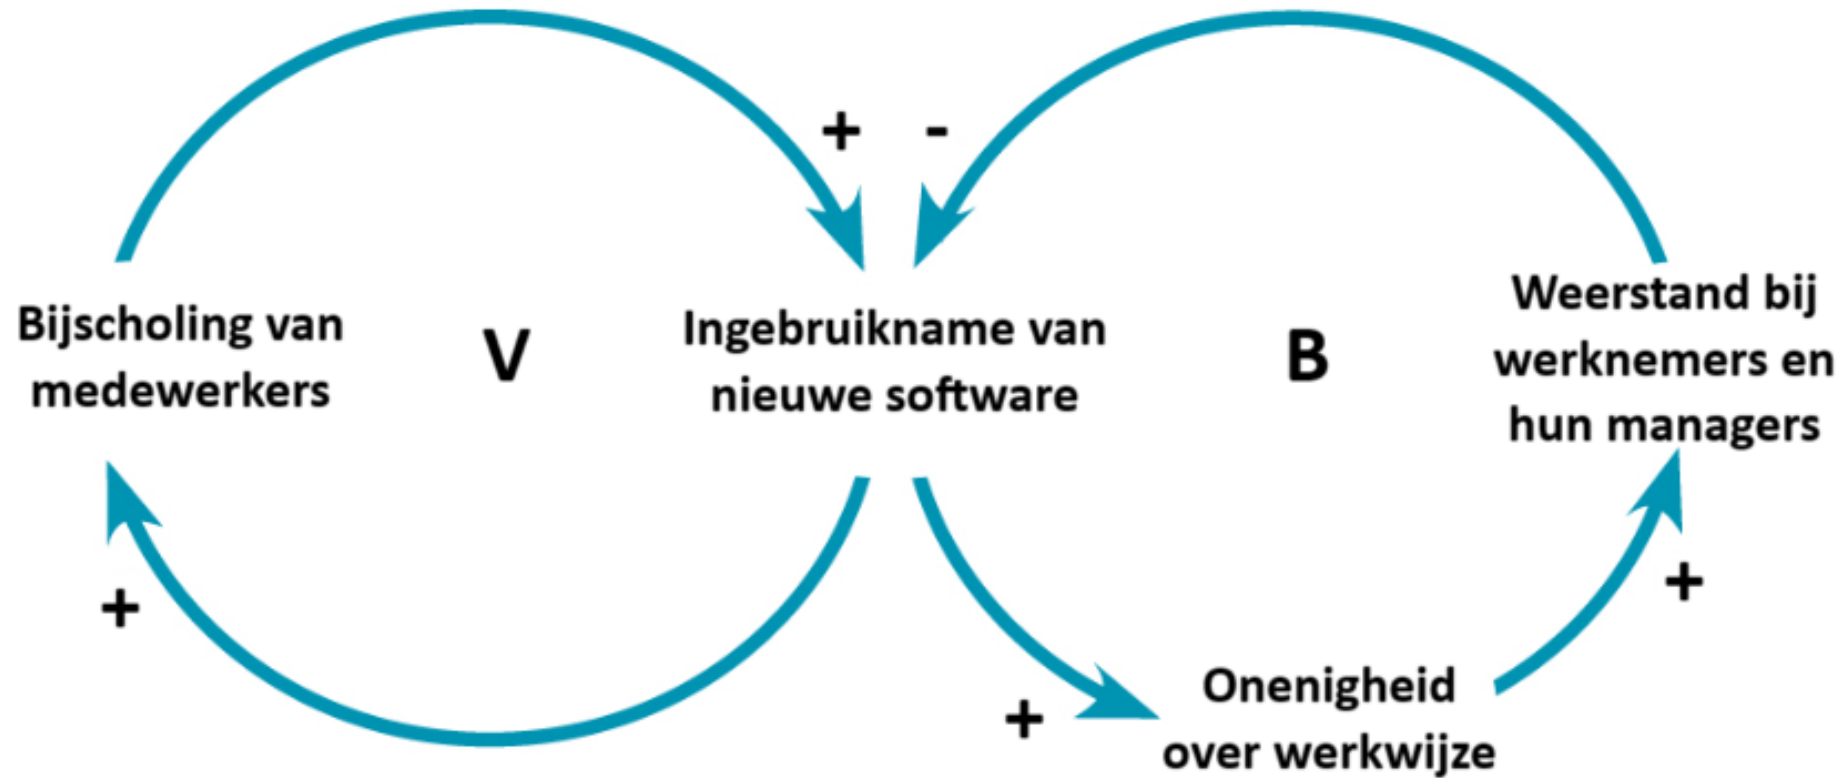 + -
Bijscholing van
medewerkers
V
Ingebruikname van
nieuwe software
B
Weerstand bij
werknemers en
hun managers
+
+
+
Onenigheid
over werkwijze